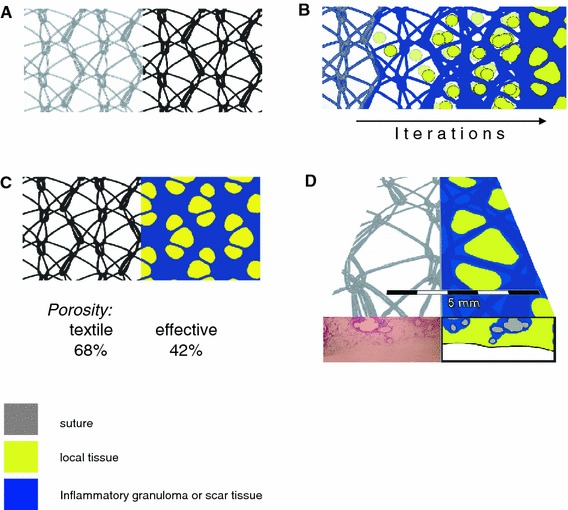 A
B
Iterations
C
D
5 mm
Porosity:
textile effective
68% 42%
suture
local tissue
Inflammatory granuloma or scar tissue